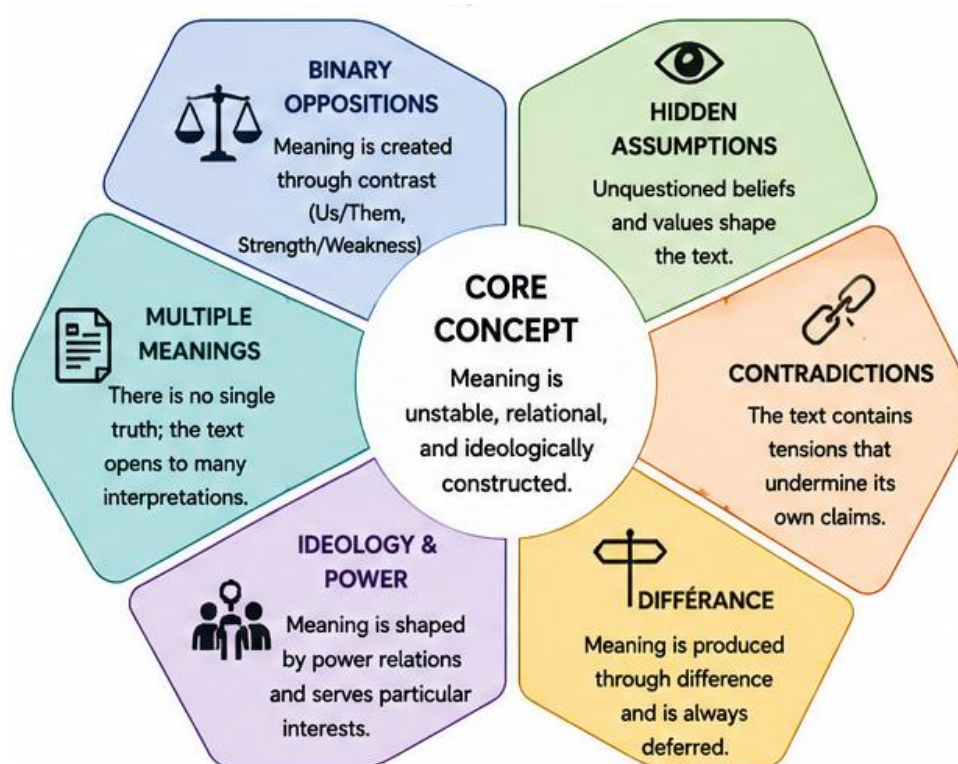 BINARY
OPPOSITIONS
Meaning is created
through contrast
(Us/Them,
Strength/Weakness)
HIDDEN
ASSUMPTIONS
Unquestioned beliefs
and values shape
the text.
CORE
CONCEPT
Meaning is
unstable, relational,
and ideologically
constructed.
MULTIPLE
MEANINGS
There is no single
truth; the text
opens to many
interpretations.
CONTRADICTIONS
The text contains
tensions that
undermine its
own claims.
IDEOLOGY &
POWER
Meaning is shaped
by power relations
and serves particular
interests.
DIFFÉRANCE
Meaning is produced
through difference
and is always
deferred.